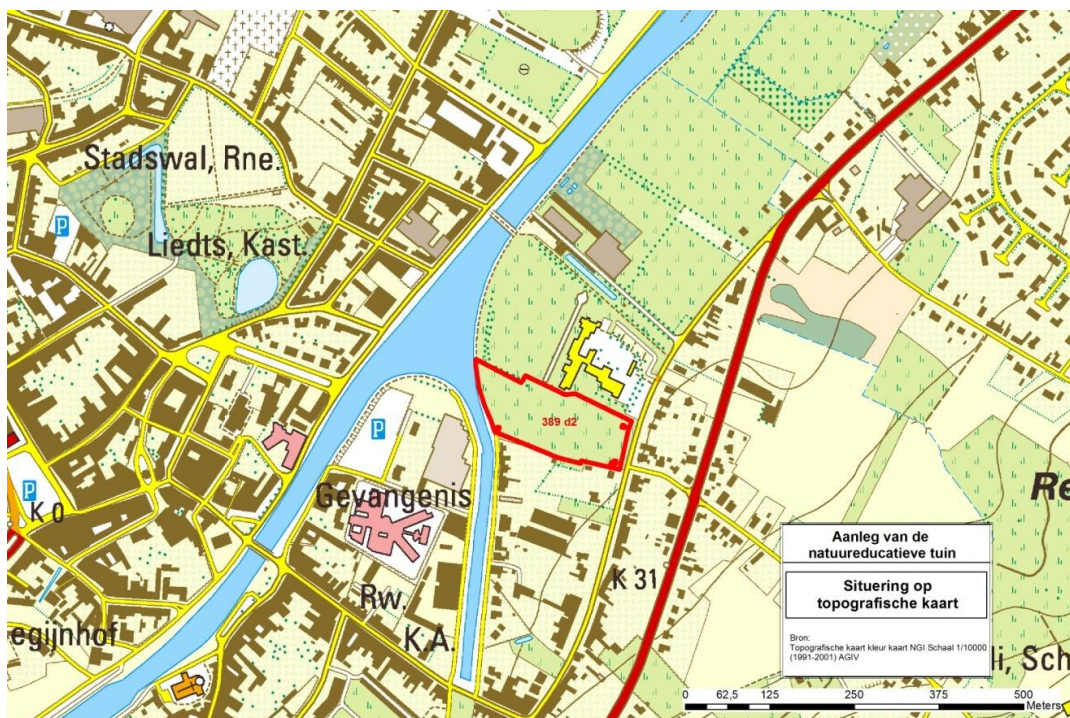 Stadswal, Rne.
P
Liedts, Kast.
389 d2
P
Gevangenis
P
K 0
Re
K 31
Rw.
K.A.
egijnhof
Aanleg van de
natuureducatieve tuin
Situering op
topografische kaart
Bron:
Topografische kaart kleur kaart NGI Schaal 1/10000
(1991-2001) AGIV
li, Sch
0 62,5 125 250 375 500
Meters